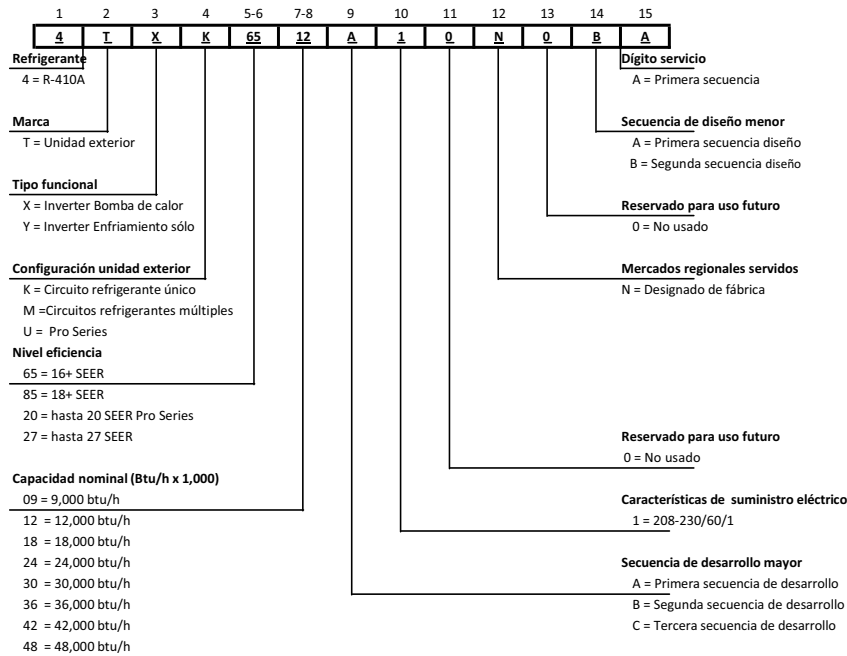 1 2 3 4 5-6 7-8 9 10 11 12 13 14 15
4 T X K 65 12 A 1 0 N 0 B A
Refrigerante
4 = R-410A
Marca
T = Unidad exterior
Tipo funcional
X = Inverter Bomba de calor
Y = Inverter Enfriamiento sólo
Configuración unidad exterior
K = Circuito refrigerante único
M =Circuitos refrigerantes múltiples
U = Pro Series
Nivel eficiencia
65 = 16+ SEER
85 = 18+ SEER
20 = hasta 20 SEER Pro Series
27 = hasta 27 SEER
Capacidad nominal (Btu/h x 1,000)
09 = 9,000 btu/h
12 = 12,000 btu/h
18 = 18,000 btu/h
24 = 24,000 btu/h
30 = 30,000 btu/h
36 = 36,000 btu/h
42 = 42,000 btu/h
48 = 48,000 btu/h
Dígito servicio
A = Primera secuencia
Secuencia de diseño menor
A = Primera secuencia diseño
B = Segunda secuencia diseño
Reservado para uso futuro
0 = No usado
Mercados regionales servidos
N = Designado de fábrica
Reservado para uso futuro
0 = No usado
Características de suministro eléctrico
1 = 208-230/60/1
Secuencia de desarrollo mayor
A = Primera secuencia de desarrollo
B = Segunda secuencia de desarrollo
C = Tercera secuencia de desarrollo